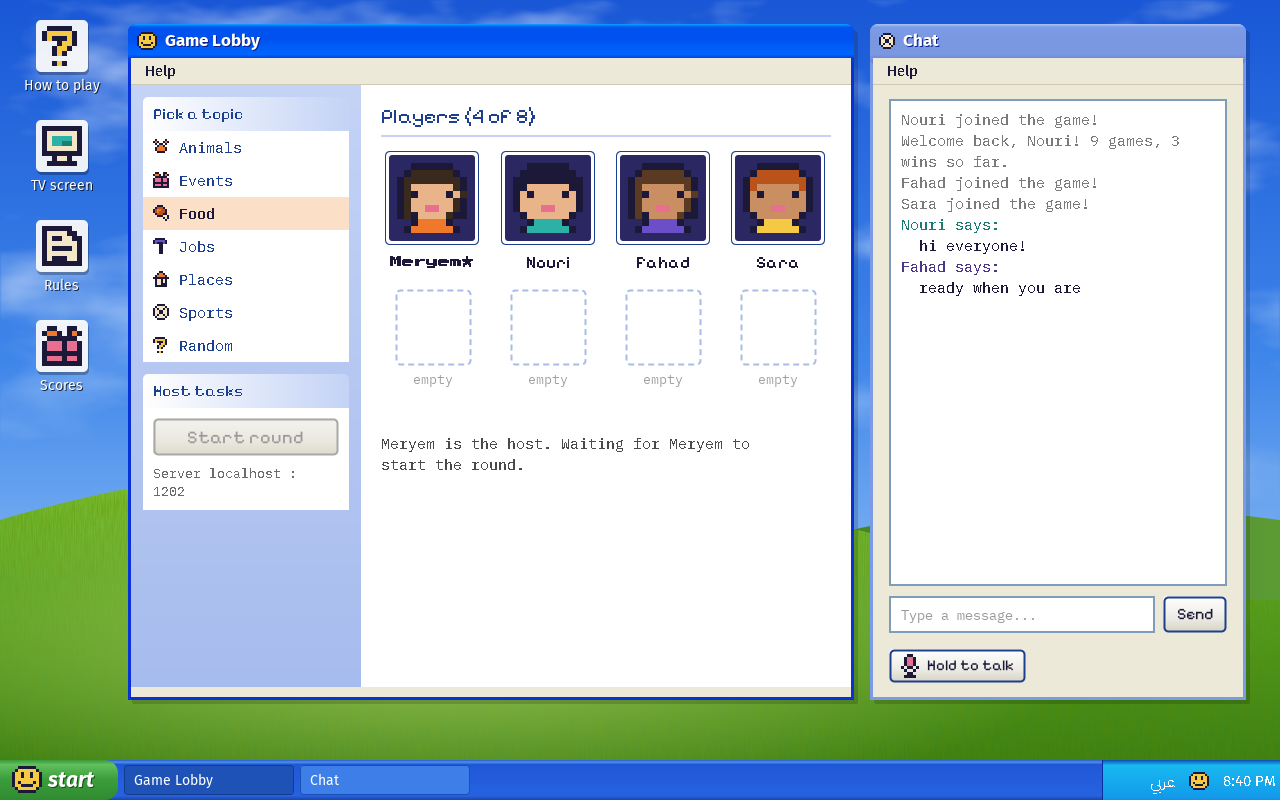 How to play
TV screen
Rules
Scores
Game Lobby
Help
Pick a topic
Animals
Events
Food
Jobs
Places
Sports
Random
Host tasks
Start round
Server localhost :
1202
Players (4 of 8)
Meryem★
Nouri
Fahad
Sara
empty
empty
empty
empty
Meryem is the host. Waiting for Meryem to
start the round.
Chat
Help
Nouri joined the game!
Welcome back, Nouri! 9 games, 3
wins so far.
Fahad joined the game!
Sara joined the game!
Nouri says:
hi everyone!
Fahad says:
ready when you are
Type a message...
Send
Hold to talk
start
Game Lobby
Chat
عربي
8:40 PM